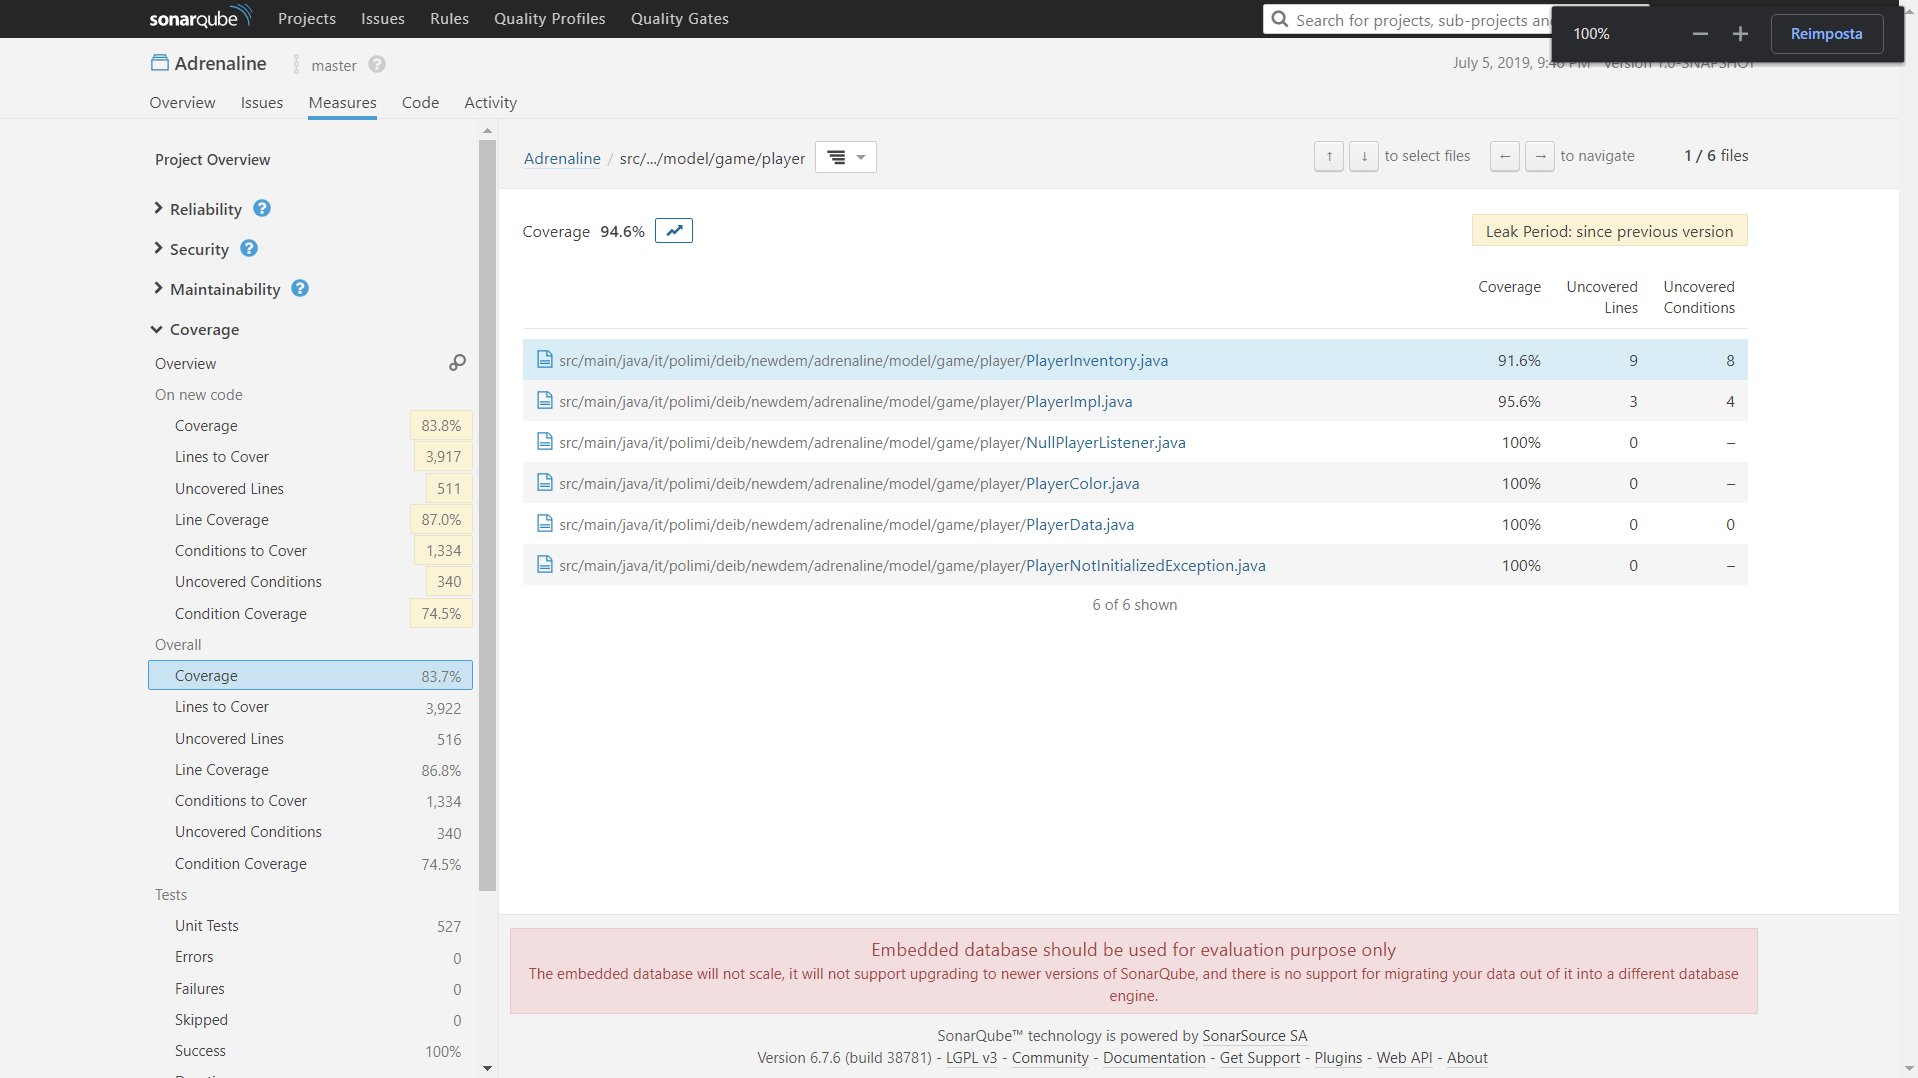 sonarqube Projects Issues Rules Quality Profiles Quality Gates
Search for projects, sub-projects
100% Reimposta
Adrenaline master
July 5, 2019, 9:46 PM Version 1.0-SNAPSHOT
Overview Issues Measures Code Activity
Project Overview
Reliability
Security
Maintainability
Coverage
Overview
On new code
Coverage 83.8%
Lines to Cover 3,917
Uncovered Lines 511
Line Coverage 87.0%
Conditions to Cover 1,334
Uncovered Conditions 340
Condition Coverage 74.5%
Overall
Coverage 83.7%
Lines to Cover 3,922
Uncovered Lines 516
Line Coverage 86.8%
Conditions to Cover 1,334
Uncovered Conditions 340
Condition Coverage 74.5%
Tests
Unit Tests 527
Errors 0
Failures 0
Skipped 0
Success 100%
Adrenaline / src/.../model/game/player
↑ ↓ to select files ← → to navigate 1 / 6 files
Coverage 94.6%
Leak Period: since previous version
Coverage Uncovered Lines Uncovered Conditions
src/main/java/it/polimi/deib/newdem/adrenaline/model/game/player/PlayerInventory.java 91.6% 9 8
src/main/java/it/polimi/deib/newdem/adrenaline/model/game/player/PlayerImpl.java 95.6% 3 4
src/main/java/it/polimi/deib/newdem/adrenaline/model/game/player/NullPlayerListener.java 100% 0 –
src/main/java/it/polimi/deib/newdem/adrenaline/model/game/player/PlayerColor.java 100% 0 –
src/main/java/it/polimi/deib/newdem/adrenaline/model/game/player/PlayerData.java 100% 0 0
src/main/java/it/polimi/deib/newdem/adrenaline/model/game/player/PlayerNotInitializedException.java 100% 0 –
6 of 6 shown
Embedded database should be used for evaluation purpose only
The embedded database will not scale, it will not support upgrading to newer versions of SonarQube, and there is no support for migrating your data out of it into a different database
engine.
SonarQube™ technology is powered by SonarSource SA
Version 6.7.6 (build 38781) - LGPL v3 - Community - Documentation - Get Support - Plugins - Web API - About